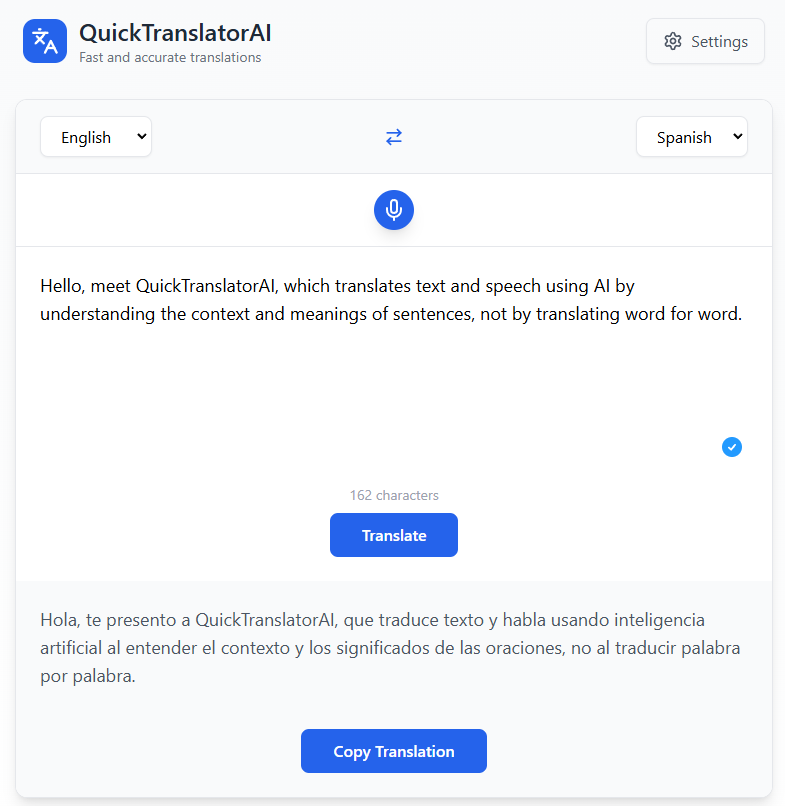 QuickTranslatorAI
Fast and accurate translations
Settings
English
Spanish
Hello, meet QuickTranslatorAI, which translates text and speech using AI by
understanding the context and meanings of sentences, not by translating word for word.
162 characters
Translate
Hola, te presento a QuickTranslatorAI, que traduce texto y habla usando inteligencia
artificial al entender el contexto y los significados de las oraciones, no al traducir palabra
por palabra.
Copy Translation